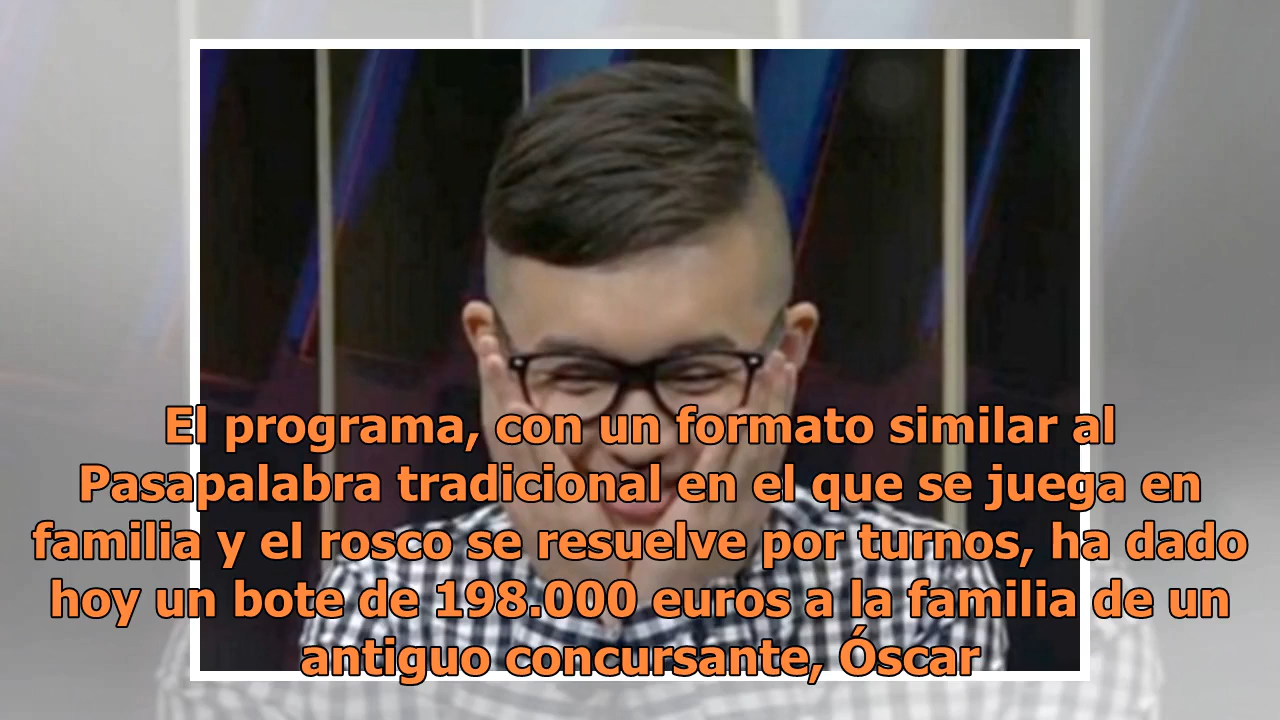 El programa, con un formato similar al
Pasapalabra tradicional en el que se juega en
familia y el rosco se resuelve por turnos, ha dado
hoy un bote de 198.000 euros a la familia de un
antiguo concursante, Óscar